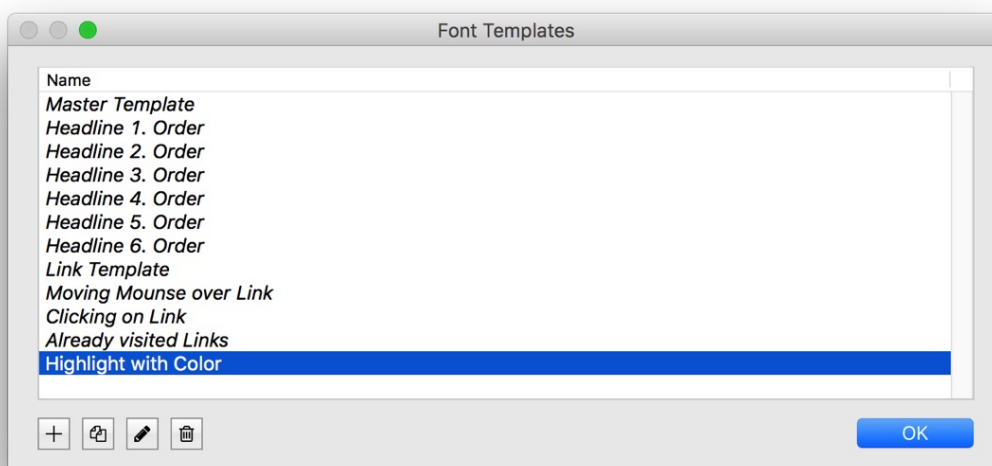 Font Templates
Name
Master Template
Headline 1. Order
Headline 2. Order
Headline 3. Order
Headline 4. Order
Headline 5. Order
Headline 6. Order
Link Template
Moving Mounse over Link
Clicking on Link
Already visited Links
Highlight with Color
OK